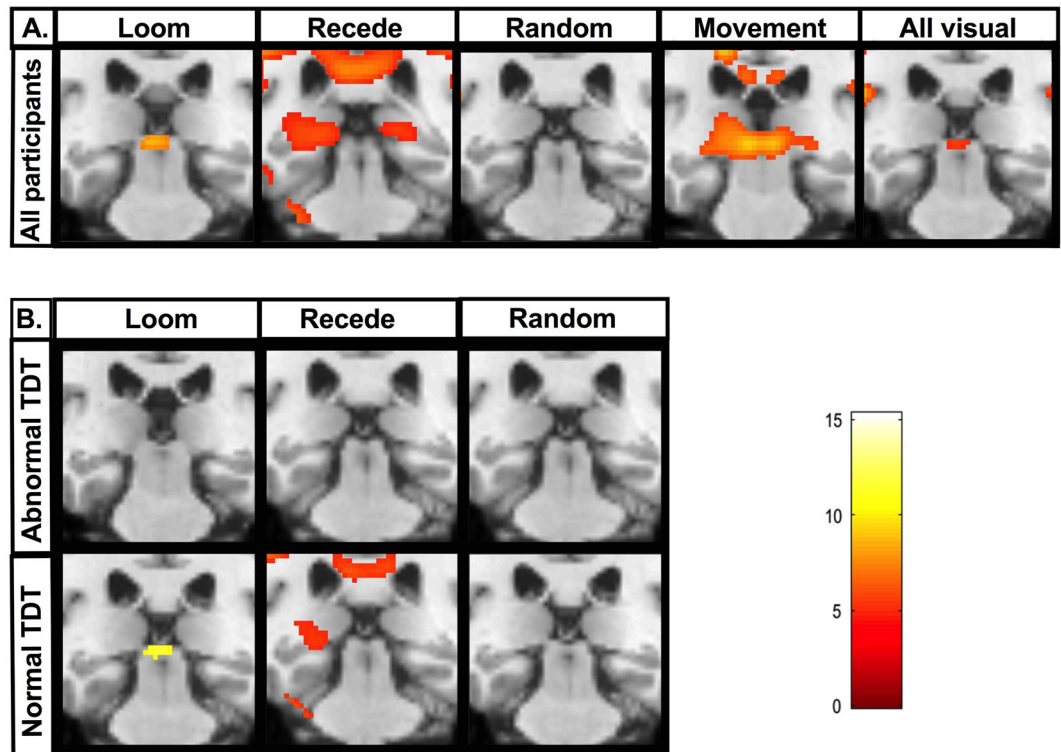 A. Loom Recede Random Movement All visual
All participants
B. Loom Recede Random
Abnormal TDT
Normal TDT
15
10
5
0